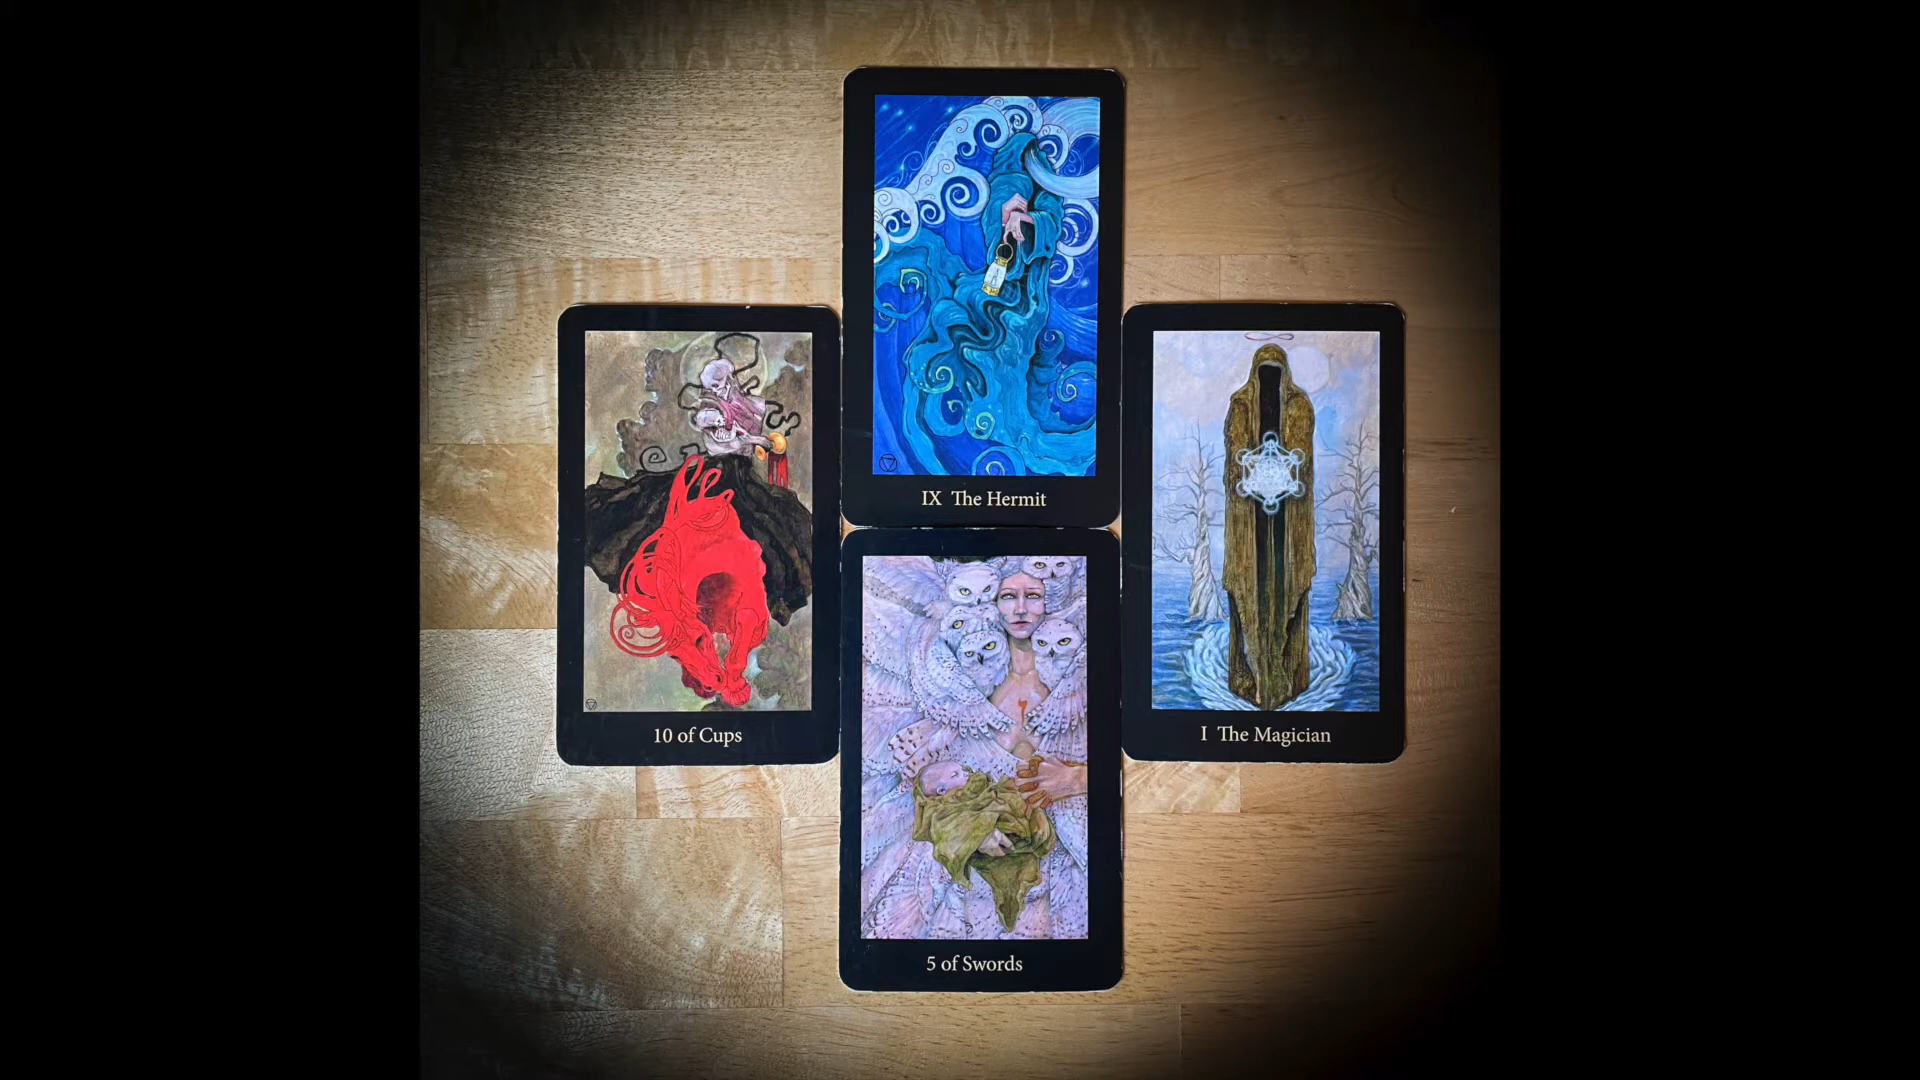 IX The Hermit
10 of Cups
I The Magician
5 of Swords